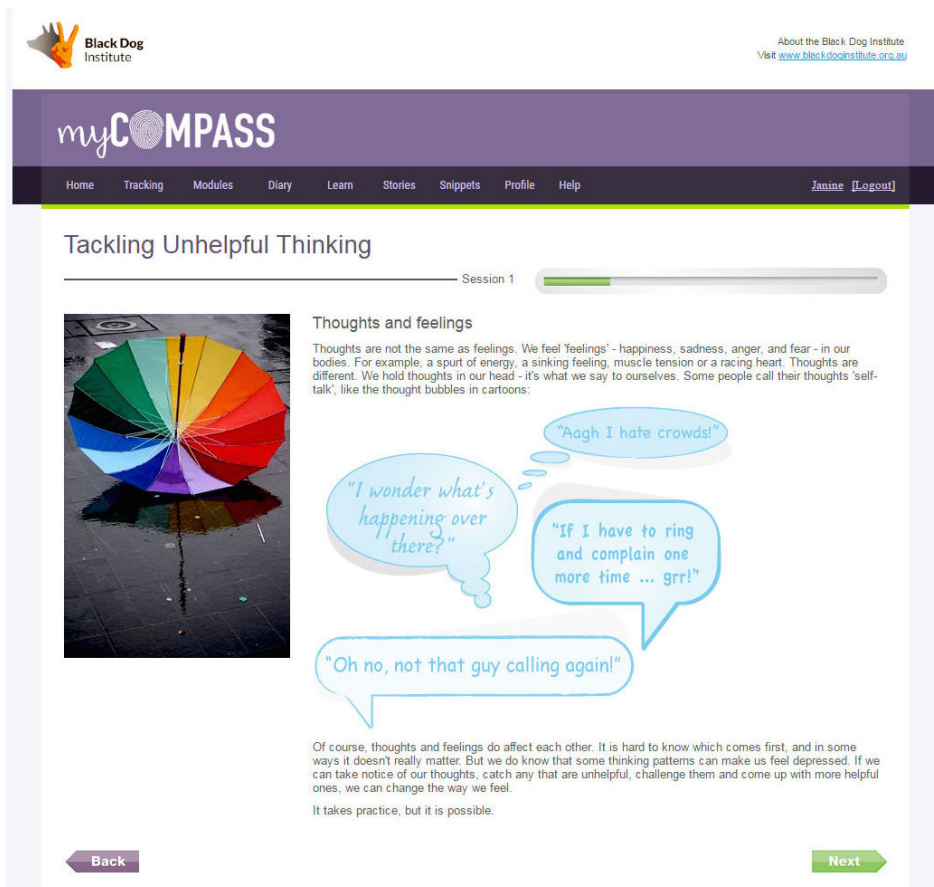 Black Dog
Institute
About the Black Dog Institute
Visit www.blackdoginstitute.org.au
myCOMPASS
Home Tracking Modules Diary Learn Stories Snippets Profile Help Janine [Logout]
Tackling Unhelpful Thinking
Session 1
Thoughts and feelings
Thoughts are not the same as feelings. We feel 'feelings' - happiness, sadness, anger, and fear - in our
bodies. For example, a spurt of energy, a sinking feeling, muscle tension or a racing heart. Thoughts are
different. We hold thoughts in our head - it's what we say to ourselves. Some people call their thoughts 'self-
talk', like the thought bubbles in cartoons:
"Aagh I hate crowds!"
"I wonder what's
happening over
there?"
"If I have to ring
and complain one
more time ... grr!"
"Oh no, not that guy calling again!"
Of course, thoughts and feelings do affect each other. It is hard to know which comes first, and in some
ways it doesn't really matter. But we do know that some thinking patterns can make us feel depressed. If we
can take notice of our thoughts, catch any that are unhelpful, challenge them and come up with more helpful
ones, we can change the way we feel.
It takes practice, but it is possible.
Back
Next